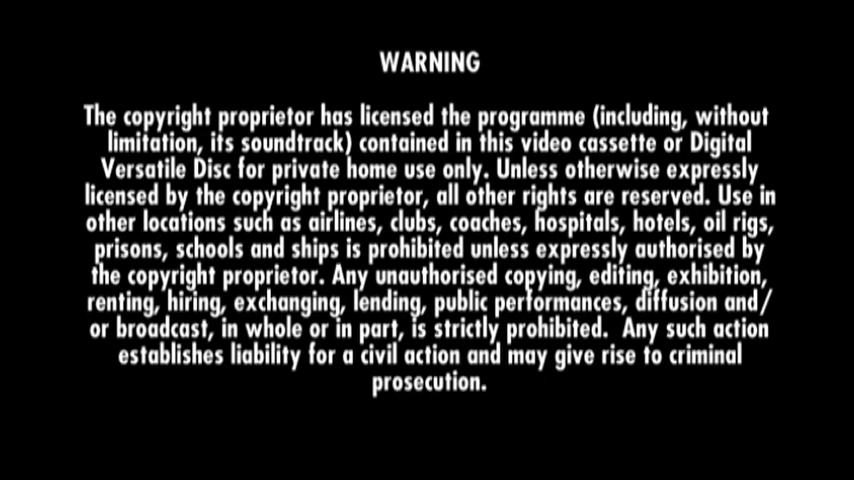 WARNING
The copyright proprietor has licensed the programme (including, without
limitation, its soundtrack) contained in this video cassette or Digital
Versatile Disc for private home use only. Unless otherwise expressly
licensed by the copyright proprietor, all other rights are reserved. Use in
other locations such as airlines, clubs, coaches, hospitals, hotels, oil rigs,
prisons, schools and ships is prohibited unless expressly authorised by
the copyright proprietor. Any unauthorised copying, editing, exhibition,
renting, hiring, exchanging, lending, public performances, diffusion and/
or broadcast, in whole or in part, is strictly prohibited.  Any such action
establishes liability for a civil action and may give rise to criminal
prosecution.